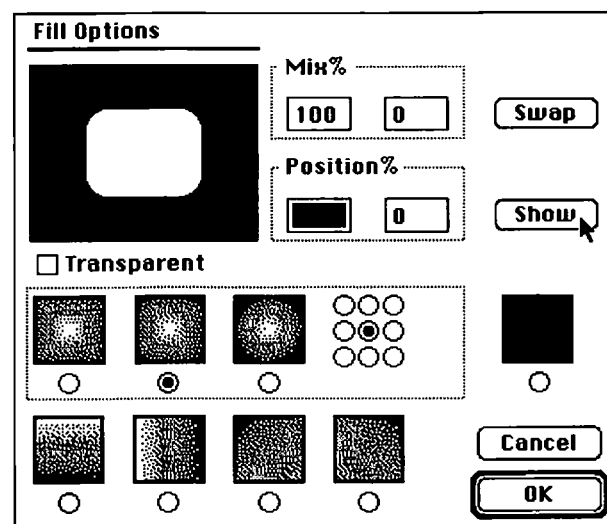 Fill Options
Mix%
100 0
Swap
Position%
0
Show
Transparent
Cancel
OK